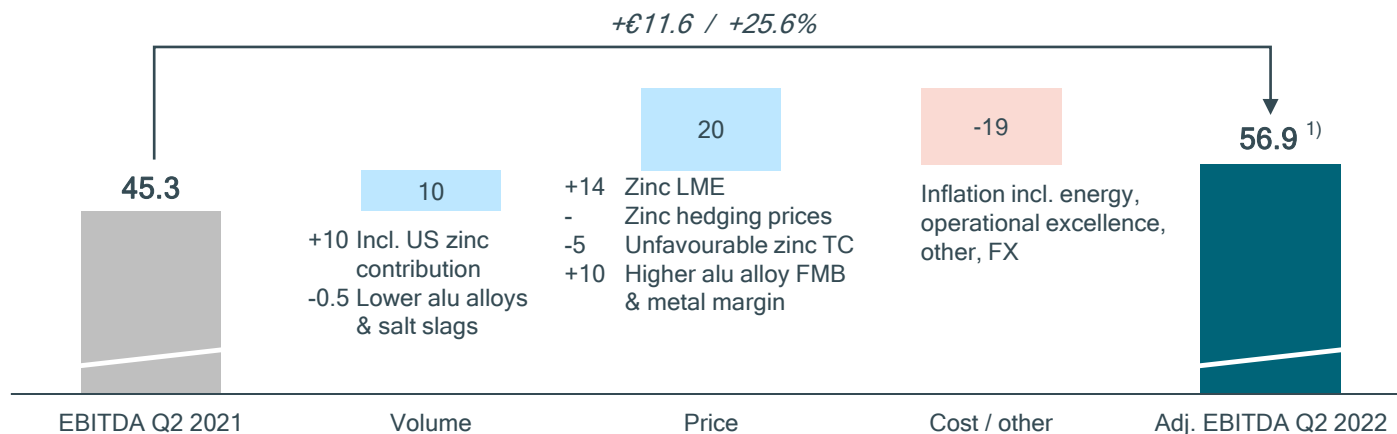 +€11.6 / +25.6%
45.3
10
20
-19
56.9 1)
+10 Incl. US zinc
contribution
-0.5 Lower alu alloys
& salt slags
+14 Zinc LME
- Zinc hedging prices
-5 Unfavourable zinc TC
+10 Higher alu alloy FMB
& metal margin
Inflation incl. energy,
operational excellence,
other, FX
EBITDA Q2 2021
Volume
Price
Cost / other
Adj. EBITDA Q2 2022